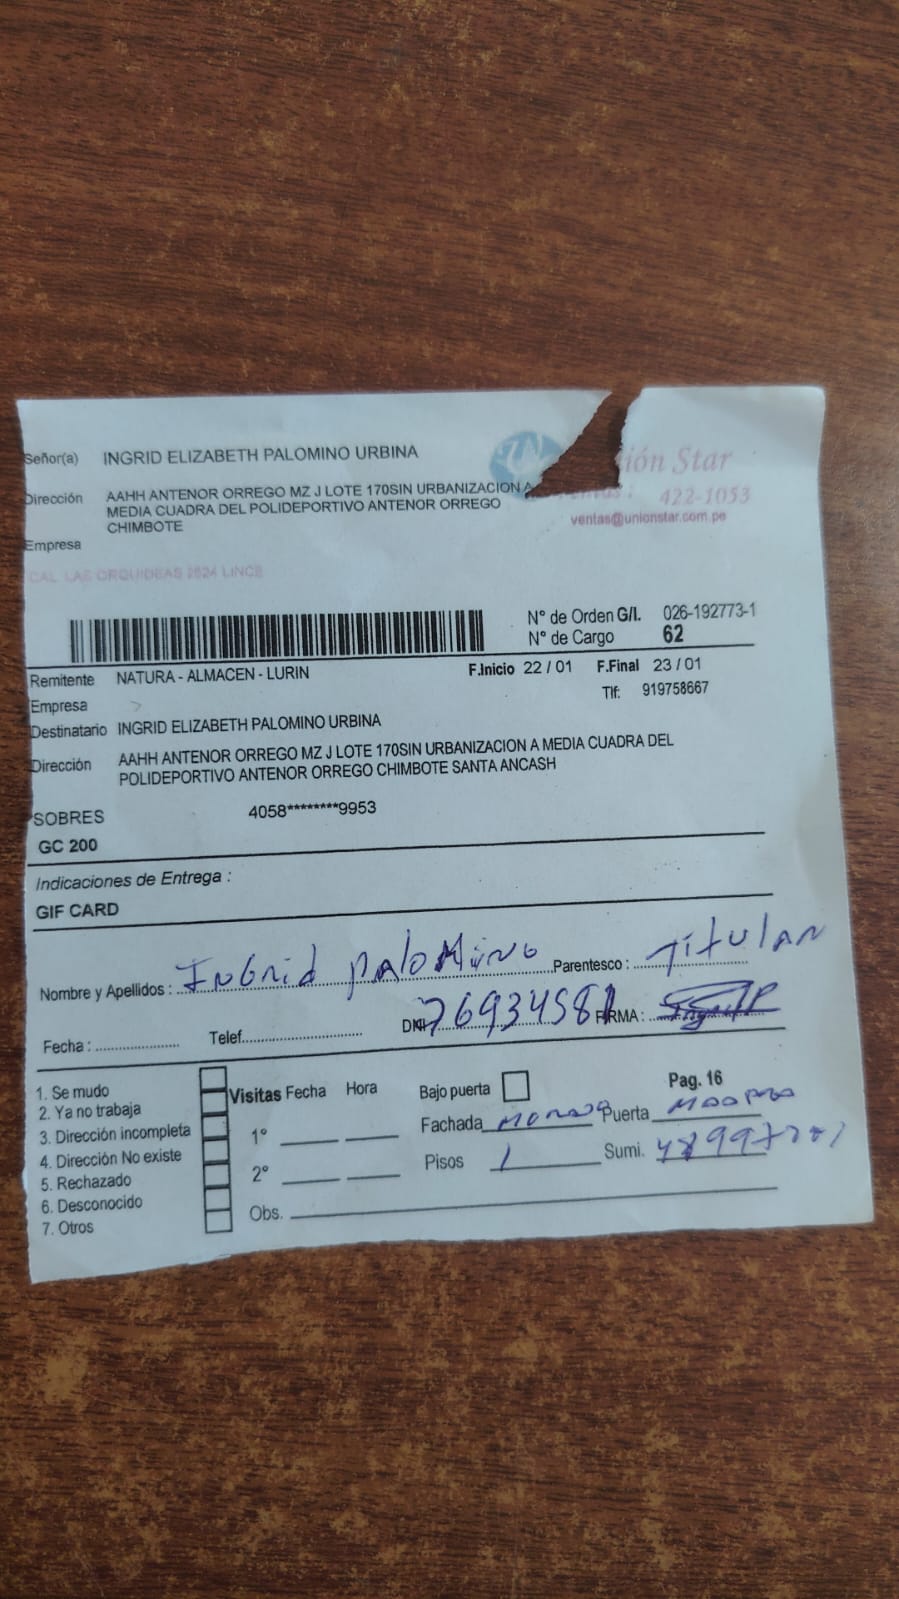 Señor(a) INGRID ELIZABETH PALOMINO URBINA
Dirección AAHH ANTENOR ORREGO MZ J LOTE 170SIN URBANIZACION A
MEDIA CUADRA DEL POLIDEPORTIVO ANTENOR ORREGO
CHIMBOTE
Empresa
ión Star
422-1053
ventas@unionstar.com.pe
CAL. LAS ORQUIDEAS 2624 LINCE
N° de Orden G/I. 026-192773-1
N° de Cargo 62
Remitente NATURA - ALMACEN - LURIN F.Inicio 22 / 01 F.Final 23 / 01
Empresa Tlf: 919758667
Destinatario INGRID ELIZABETH PALOMINO URBINA
Dirección AAHH ANTENOR ORREGO MZ J LOTE 170SIN URBANIZACION A MEDIA CUADRA DEL
POLIDEPORTIVO ANTENOR ORREGO CHIMBOTE SANTA ANCASH
SOBRES 4058********9953
GC 200
Indicaciones de Entrega :
GIF CARD
Nombre y Apellidos : Ingrid Palomino Parentesco : Titular
Fecha : Telef. DNI 76934581 FIRMA :
1. Se mudo
2. Ya no trabaja
3. Dirección incompleta
4. Dirección No existe
5. Rechazado
6. Desconocido
7. Otros
Visitas Fecha Hora
1°
2°
Obs.
Bajo puerta Pag. 16
Fachada Puerta
Pisos 1 Sumi.